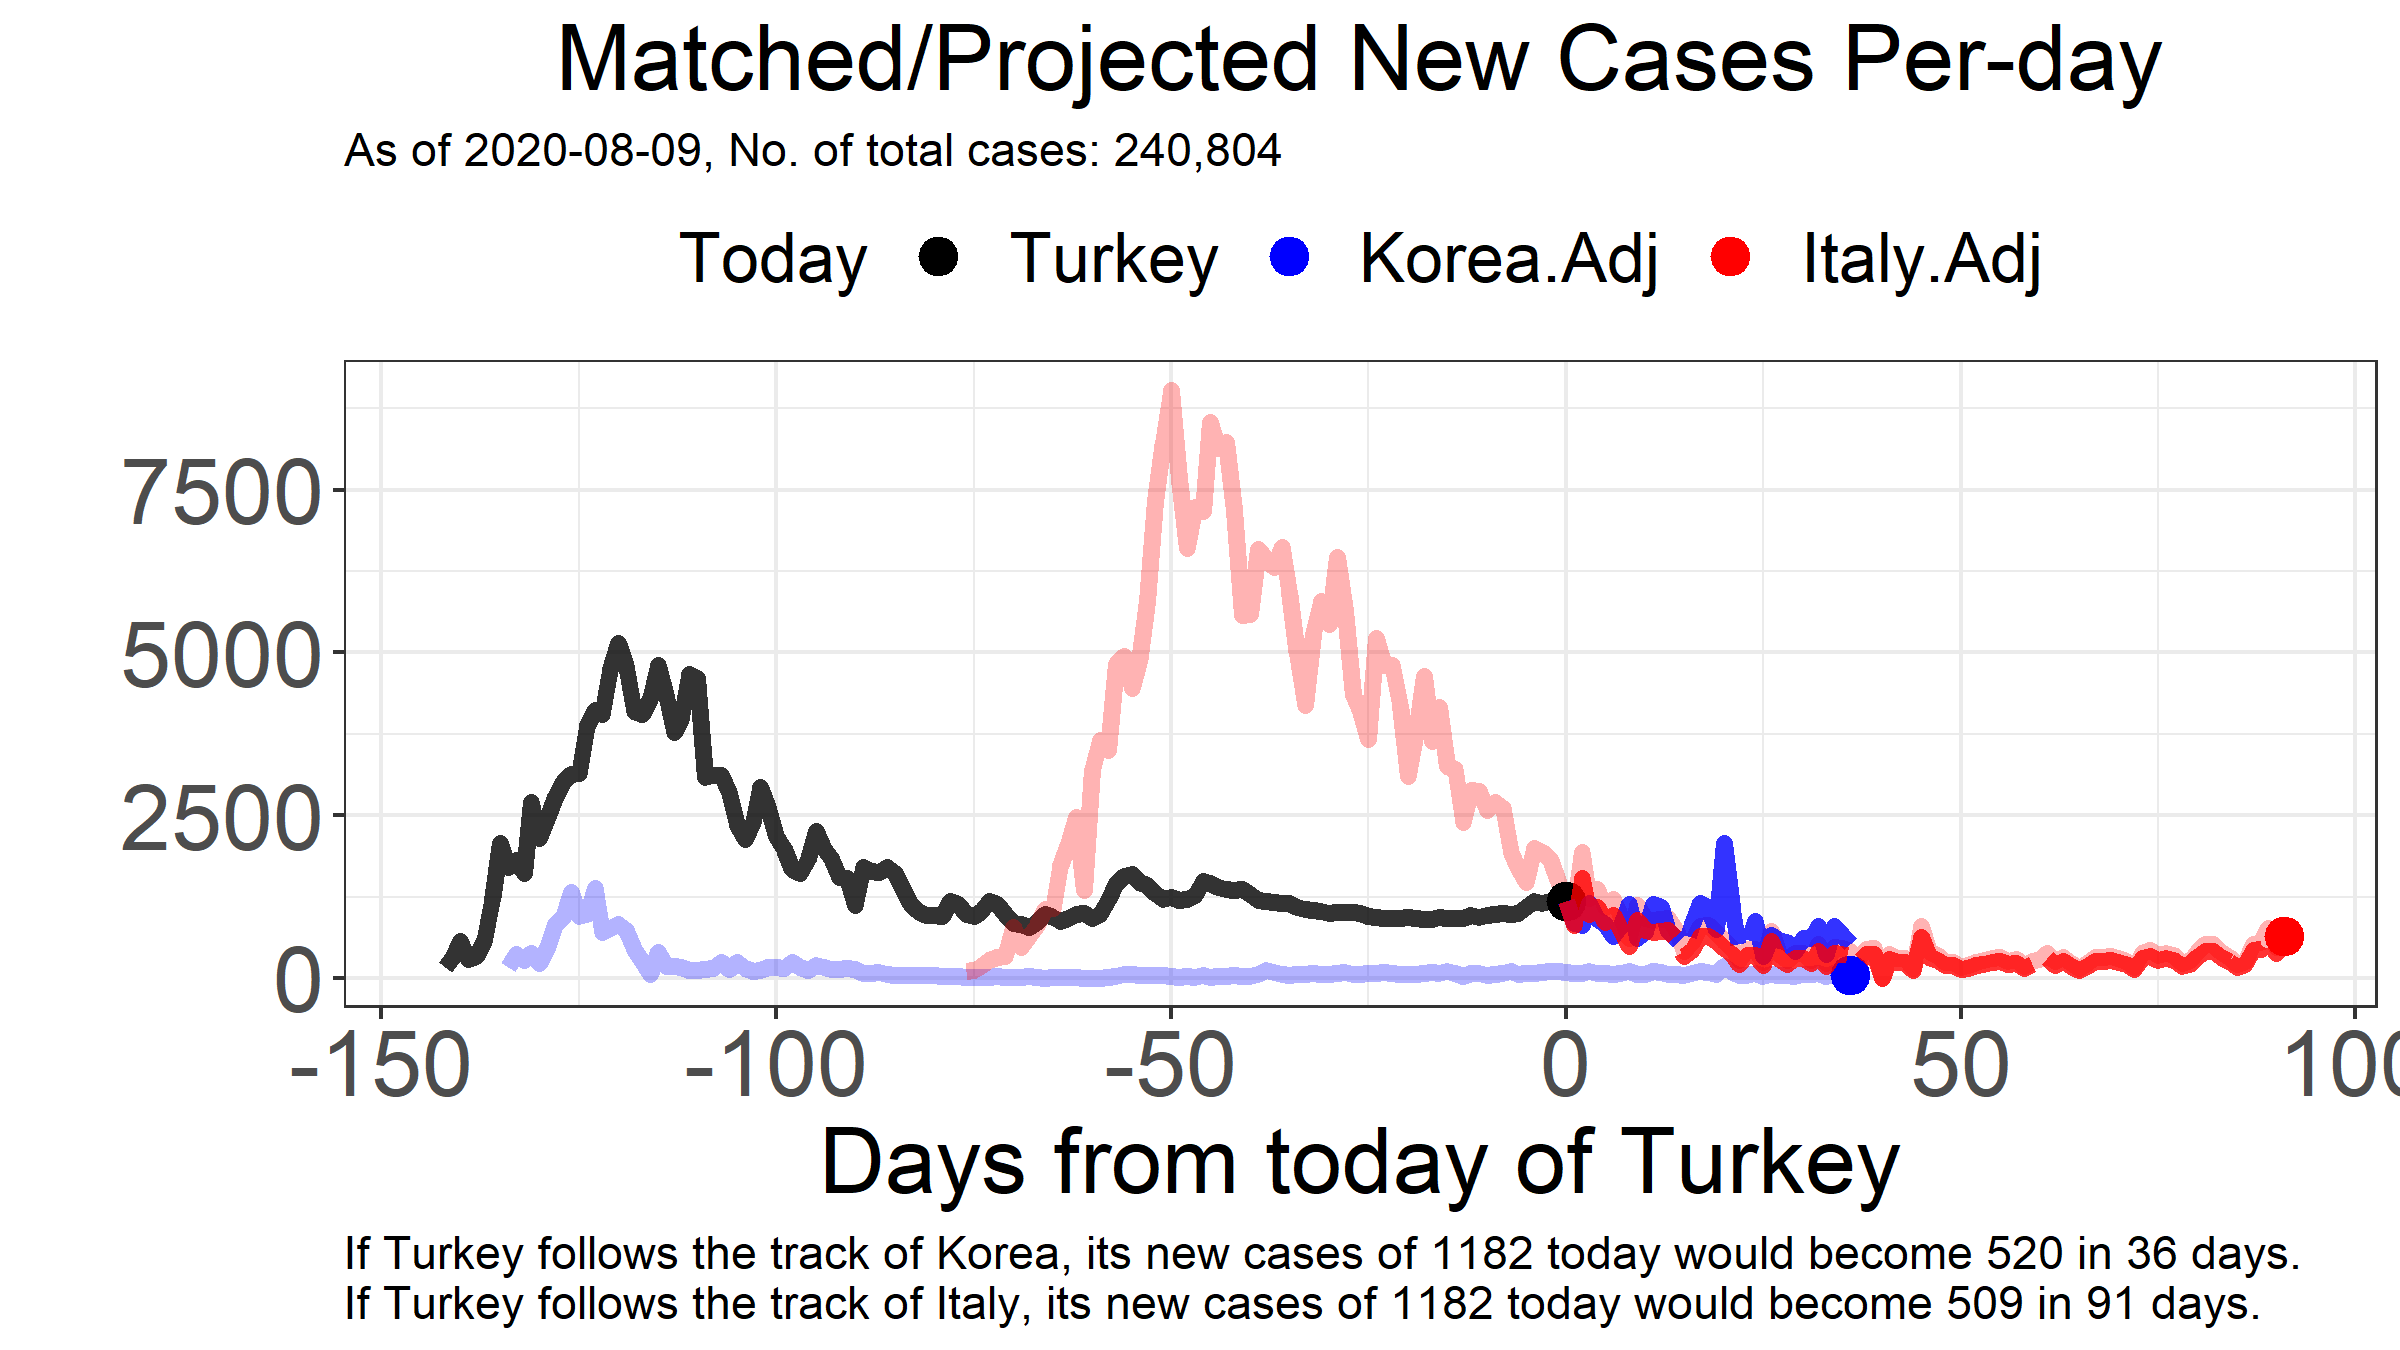 Matched/Projected New Cases Per-day
As of 2020-08-09, No. of total cases: 240,804
Today Turkey Korea.Adj Italy.Adj
7500
5000
2500
0
-150 -100 -50 0 50 100
Days from today of Turkey
If Turkey follows the track of Korea, its new cases of 1182 today would become 520 in 36 days.
If Turkey follows the track of Italy, its new cases of 1182 today would become 509 in 91 days.